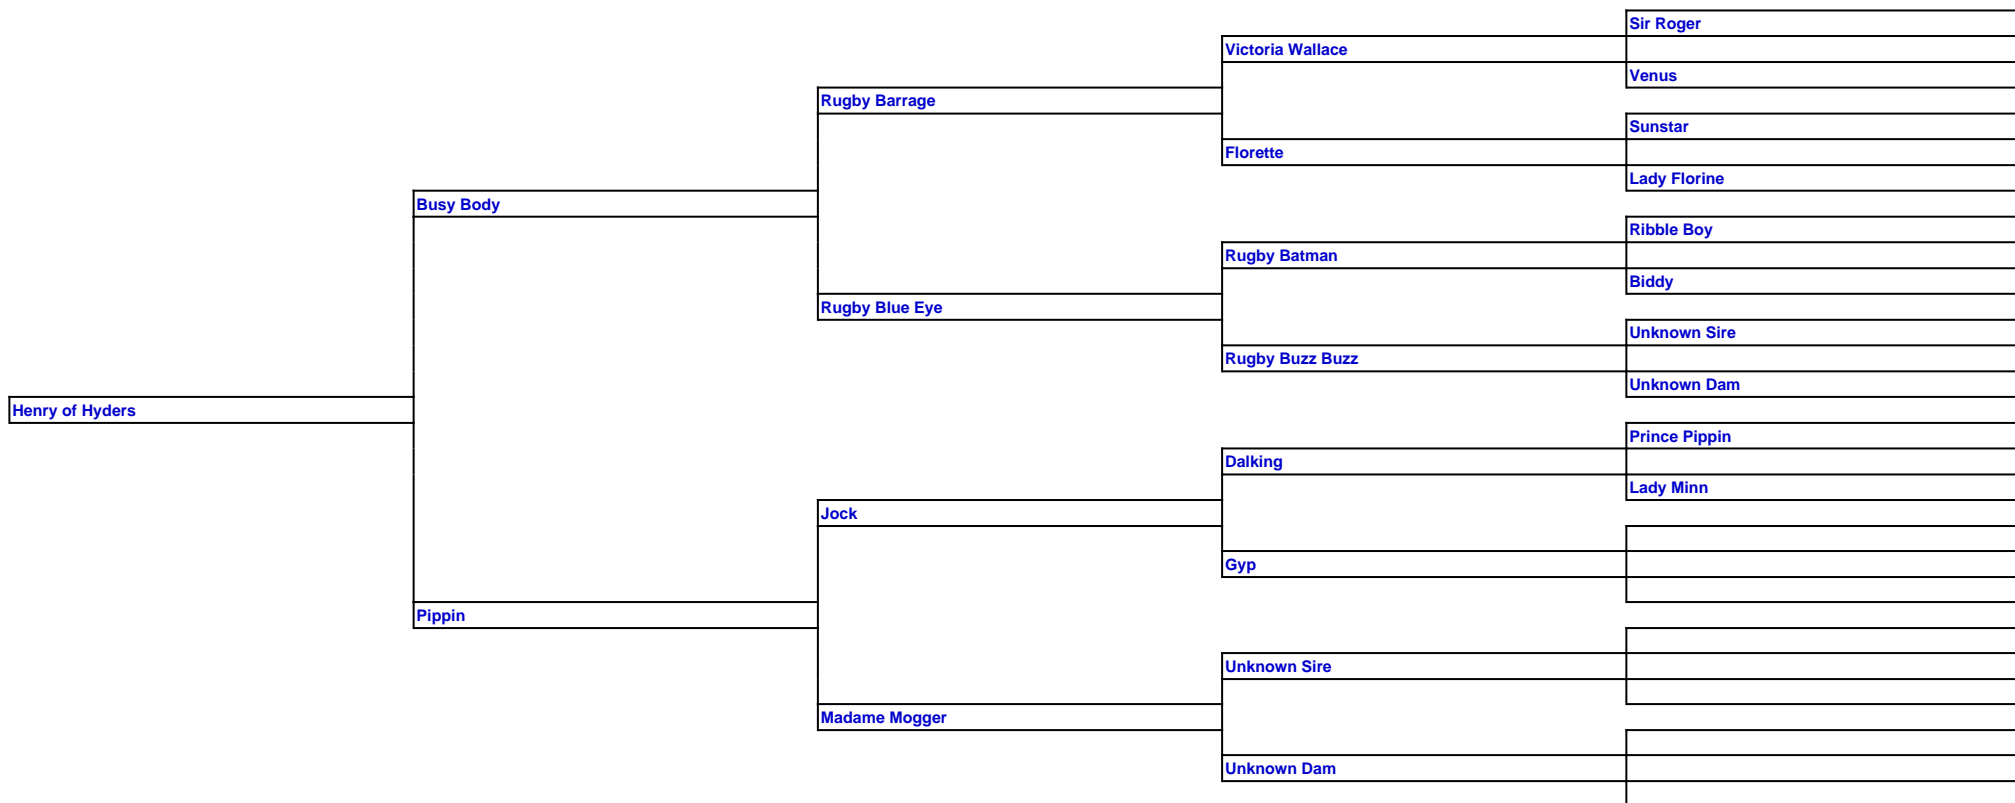 Sir Roger
Victoria Wallace
Venus
Rugby Barrage
Sunstar
Florette
Lady Florine
Busy Body
Ribble Boy
Rugby Batman
Biddy
Rugby Blue Eye
Unknown Sire
Rugby Buzz Buzz
Unknown Dam
Henry of Hyders
Prince Pippin
Dalking
Lady Minn
Jock
Gyp
Pippin
Unknown Sire
Madame Mogger
Unknown Dam